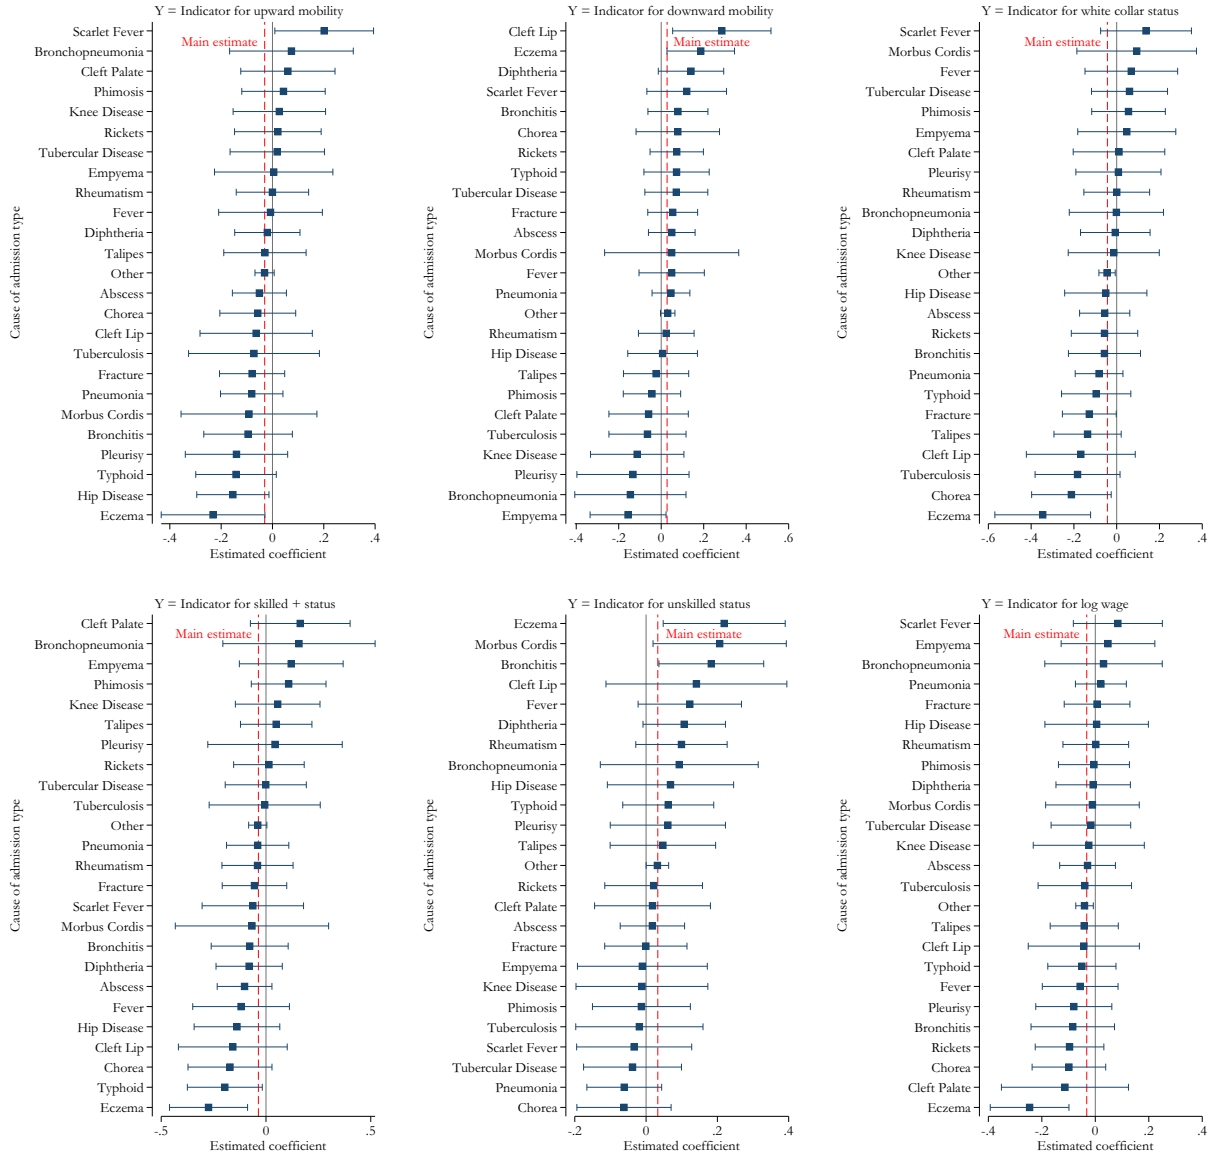 Y = Indicator for upward mobility
Main estimate
Cause of admission type
Scarlet Fever
Bronchopneumonia
Cleft Palate
Phimosis
Knee Disease
Rickets
Tubercular Disease
Empyema
Rheumatism
Fever
Diphtheria
Talipes
Other
Abscess
Chorea
Cleft Lip
Tuberculosis
Fracture
Pneumonia
Morbus Cordis
Bronchitis
Pleurisy
Typhoid
Hip Disease
Eczema
-.4 -.2 0 .2 .4
Estimated coefficient
Y = Indicator for downward mobility
Main estimate
Cause of admission type
Cleft Lip
Eczema
Diphtheria
Scarlet Fever
Bronchitis
Chorea
Rickets
Typhoid
Tubercular Disease
Fracture
Abscess
Morbus Cordis
Fever
Pneumonia
Other
Rheumatism
Hip Disease
Talipes
Phimosis
Cleft Palate
Tuberculosis
Knee Disease
Pleurisy
Bronchopneumonia
Empyema
-.4 -.2 0 .2 .4 .6
Estimated coefficient
Y = Indicator for white collar status
Main estimate
Cause of admission type
Scarlet Fever
Morbus Cordis
Fever
Tubercular Disease
Phimosis
Empyema
Cleft Palate
Pleurisy
Rheumatism
Bronchopneumonia
Diphtheria
Knee Disease
Other
Hip Disease
Abscess
Rickets
Bronchitis
Pneumonia
Typhoid
Fracture
Talipes
Cleft Lip
Tuberculosis
Chorea
Eczema
-.6 -.4 -.2 0 .2 .4
Estimated coefficient
Y = Indicator for skilled + status
Main estimate
Cause of admission type
Cleft Palate
Bronchopneumonia
Empyema
Phimosis
Knee Disease
Talipes
Pleurisy
Rickets
Tubercular Disease
Tuberculosis
Other
Pneumonia
Rheumatism
Fracture
Scarlet Fever
Morbus Cordis
Bronchitis
Diphtheria
Abscess
Fever
Hip Disease
Cleft Lip
Chorea
Typhoid
Eczema
-.5 0 .5
Estimated coefficient
Y = Indicator for unskilled status
Main estimate
Cause of admission type
Eczema
Morbus Cordis
Bronchitis
Cleft Lip
Fever
Diphtheria
Rheumatism
Bronchopneumonia
Hip Disease
Typhoid
Pleurisy
Talipes
Other
Rickets
Cleft Palate
Abscess
Fracture
Empyema
Knee Disease
Phimosis
Tuberculosis
Scarlet Fever
Tubercular Disease
Pneumonia
Chorea
-.2 0 .2 .4
Estimated coefficient
Y = Indicator for log wage
Main estimate
Cause of admission type
Scarlet Fever
Empyema
Bronchopneumonia
Pneumonia
Fracture
Hip Disease
Rheumatism
Phimosis
Diphtheria
Morbus Cordis
Tubercular Disease
Knee Disease
Abscess
Tuberculosis
Other
Talipes
Cleft Lip
Typhoid
Fever
Pleurisy
Bronchitis
Rickets
Chorea
Cleft Palate
Eczema
-.4 -.2 0 .2 .4
Estimated coefficient